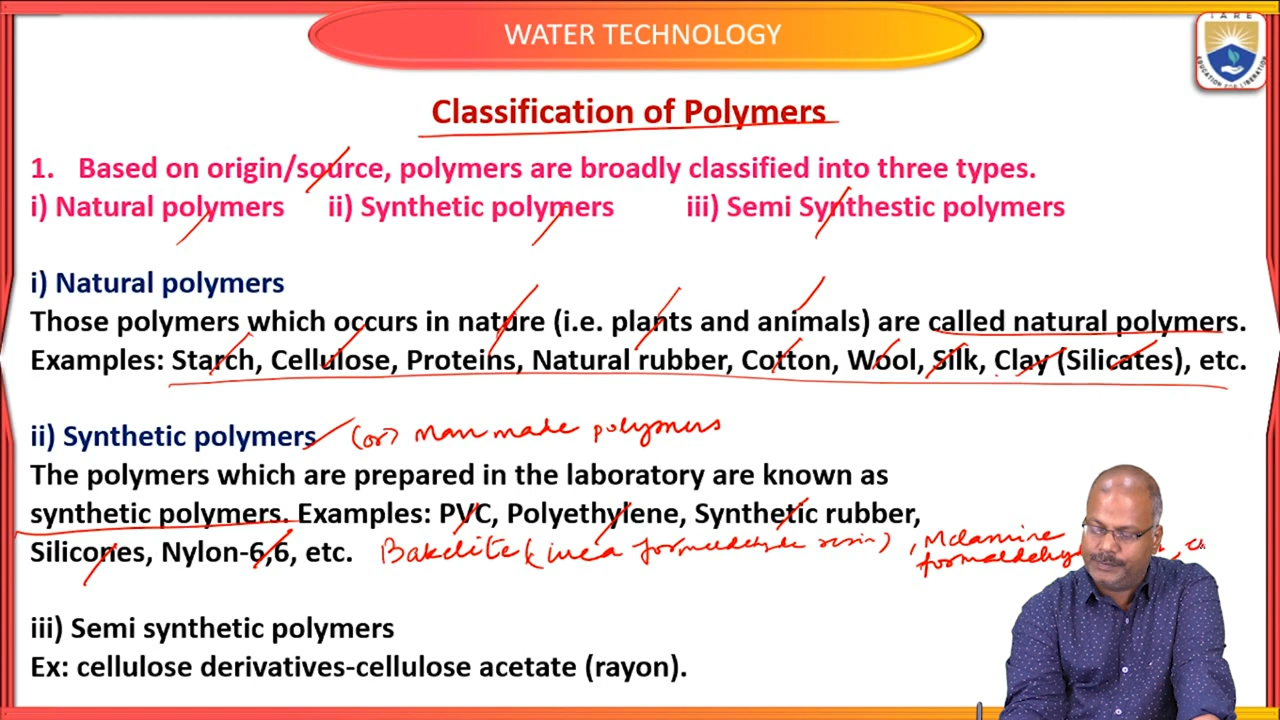 WATER TECHNOLOGY
IARE
EDUCATION FOR LIBERATION
Classification of Polymers
1. Based on origin/source, polymers are broadly classified into three types.
i) Natural polymers ii) Synthetic polymers iii) Semi Synthestic polymers
i) Natural polymers
Those polymers which occurs in nature (i.e. plants and animals) are called natural polymers.
Examples: Starch, Cellulose, Proteins, Natural rubber, Cotton, Wool, Silk, Clay (Silicates), etc.
ii) Synthetic polymers (or) Man made polymers
The polymers which are prepared in the laboratory are known as
synthetic polymers. Examples: PVC, Polyethylene, Synthetic rubber,
Silicones, Nylon-6,6, etc. Bakelite (urea formaldehyde resin), Melamine
formaldehyd
iii) Semi synthetic polymers
Ex: cellulose derivatives-cellulose acetate (rayon).